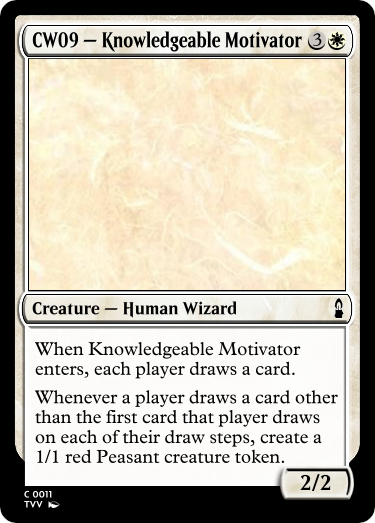 CW09 — Knowledgeable Motivator 3
Creature — Human Wizard
When Knowledgeable Motivator
enters, each player draws a card.
Whenever a player draws a card other
than the first card that player draws
on each of their draw steps, create a
1/1 red Peasant creature token.
2/2
C 0011
TVV